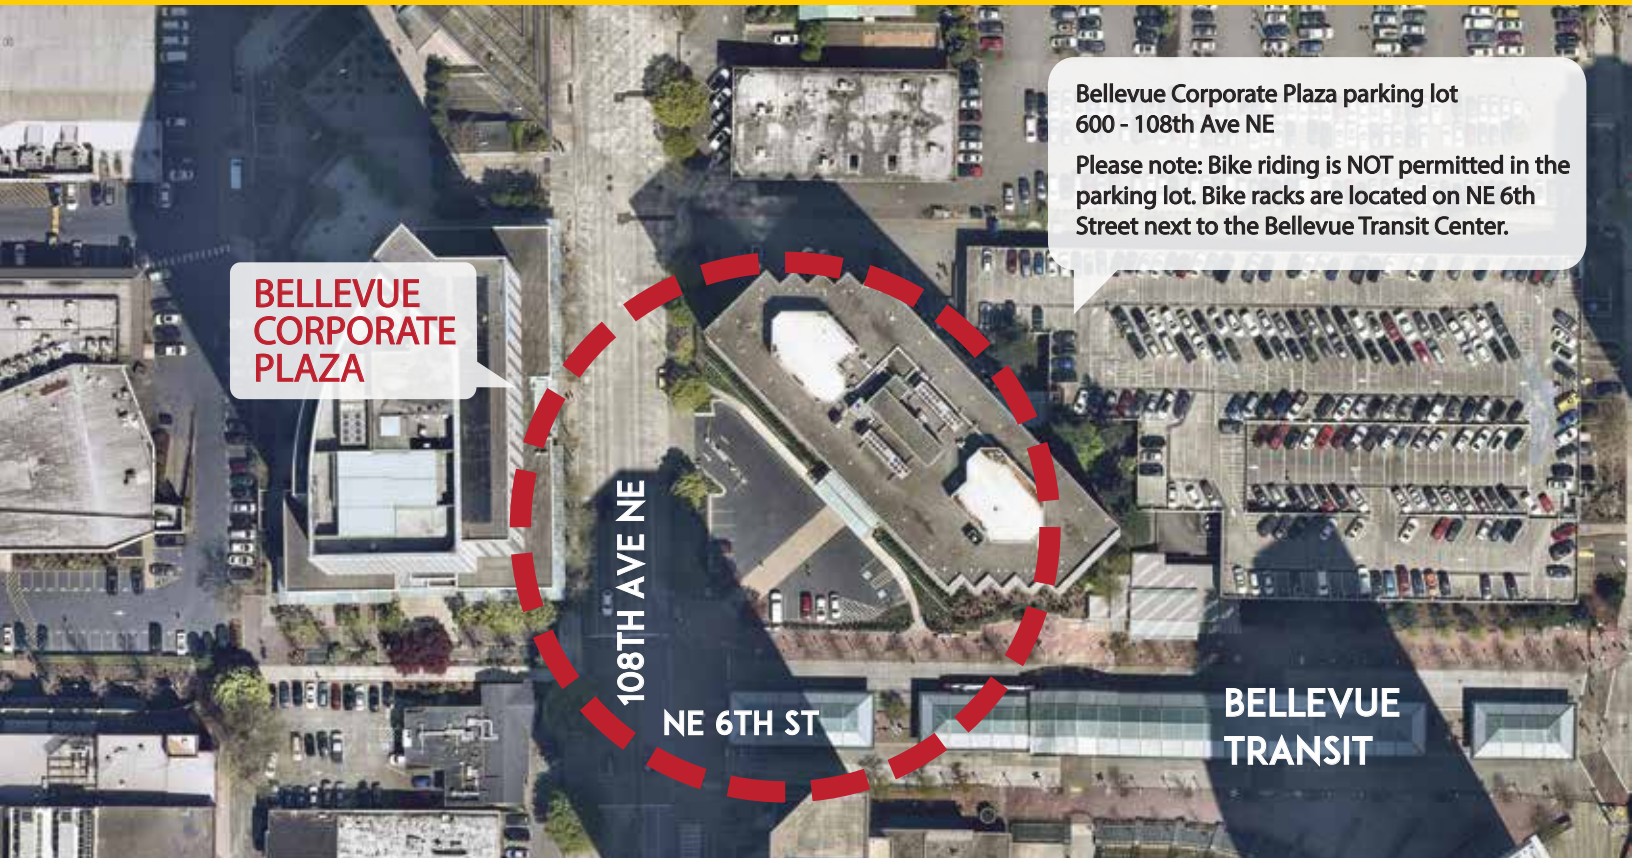 Bellevue Corporate Plaza parking lot
600 - 108th Ave NE
Please note: Bike riding is NOT permitted in the
parking lot. Bike racks are located on NE 6th
Street next to the Bellevue Transit Center.
BELLEVUE
CORPORATE
PLAZA
108TH AVE NE
NE 6TH ST
BELLEVUE
TRANSIT